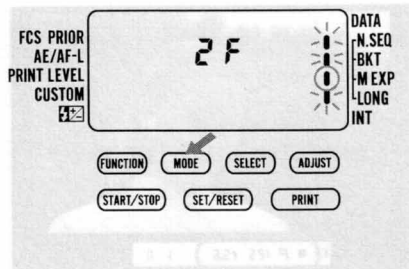 FCS PRIOR
AE/AF-L
PRINT LEVEL
CUSTOM
2 F
DATA
N.SEQ
BKT
M EXP
LONG
INT
FUNCTION MODE SELECT ADJUST
START/STOP SET/RESET PRINT